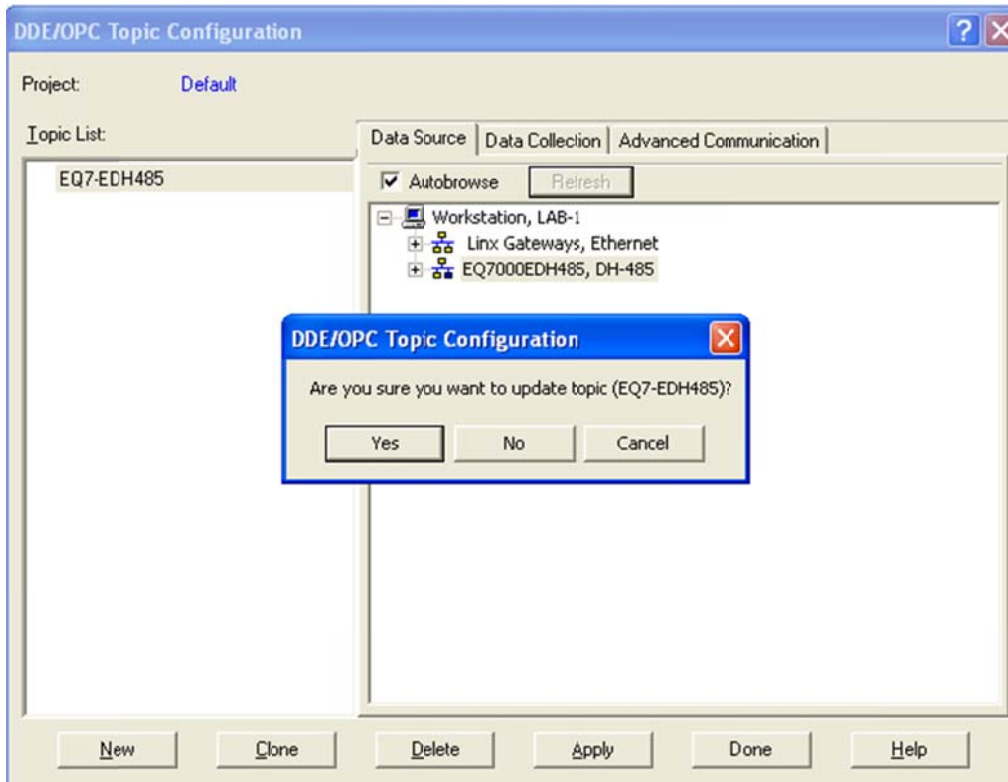 DDE/OPC Topic Configuration
Project: Default
Topic List:
EQ7-EDH485
Data Source
Data Collection
Advanced Communication
Autobrowse
Refresh
Workstation, LAB-1
Linx Gateways, Ethernet
EQ7000EDH485, DH-485
DDE/OPC Topic Configuration
Are you sure you want to update topic (EQ7-EDH485)?
Yes
No
Cancel
New
Clone
Delete
Apply
Done
Help